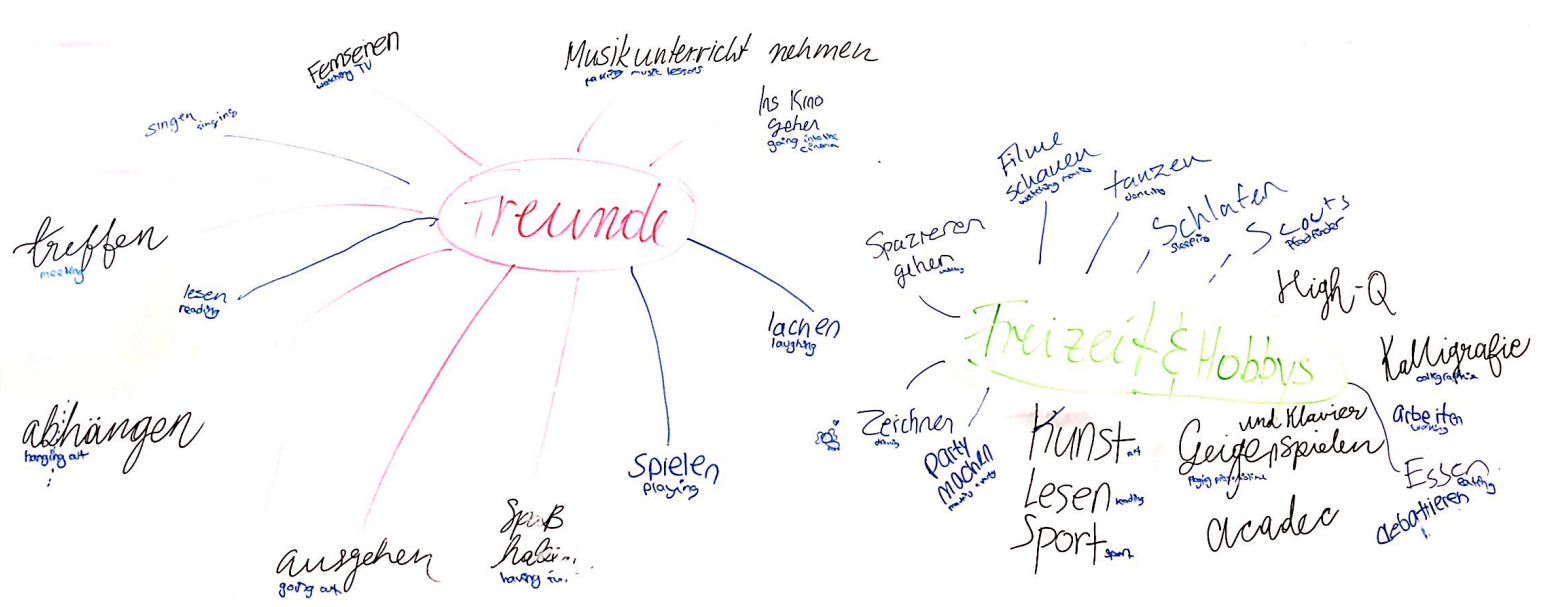 Fernsehen
watching TV
Musikunterricht nehmen
taking music lessons
Ins Kino
gehen
going into the
cinema
singen singing
Freunde
treffen
meeting
lesen
reading
lachen
laughing
abhängen
hanging out
ausgehen
going out
Spaß
haben
having
Spielen
playing
Filme
schauen
watching movies
tanzen
dancing
Schlafen
sleeping
Scouts
Pfadfinder
Spazieren
gehen
High-Q
Freizeit & Hobbys
Kalligrafie
Zeichnen
drawing
party
machen
Kunst art
Lesen reading
Sport sport
und Klavier
Geigenspielen
acadec
arbeiten
working
Essen
eating
debattieren